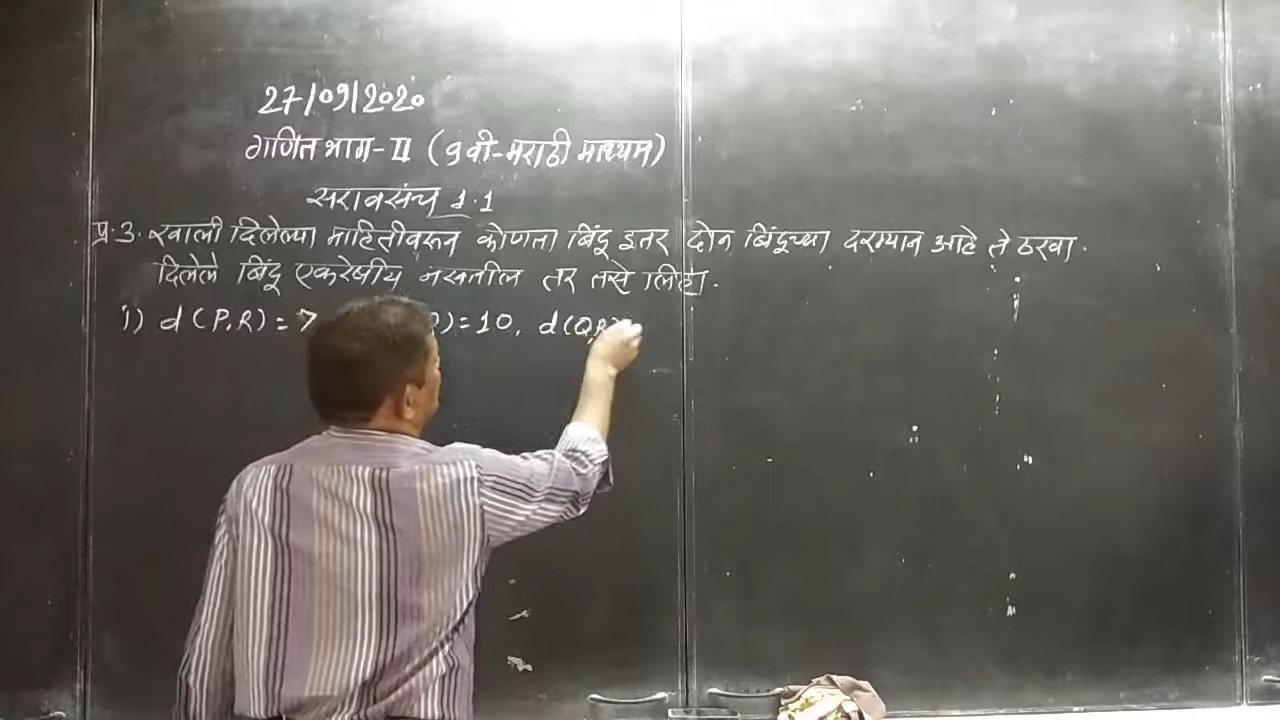 27/09/2020
गणित भाग-II (9वी-मराठी माध्यम)
सरावसंच 1.1
प्र.3. खाली दिलेल्या माहितीवरून कोणता बिंदू इतर दोन बिंदूच्या दरम्यान आहे ते ठरवा.
दिलेले बिंदू एकरेषीय नसतील तर तसे लिहा.
i) d(P,R)=7 )=10, d(Q,R)